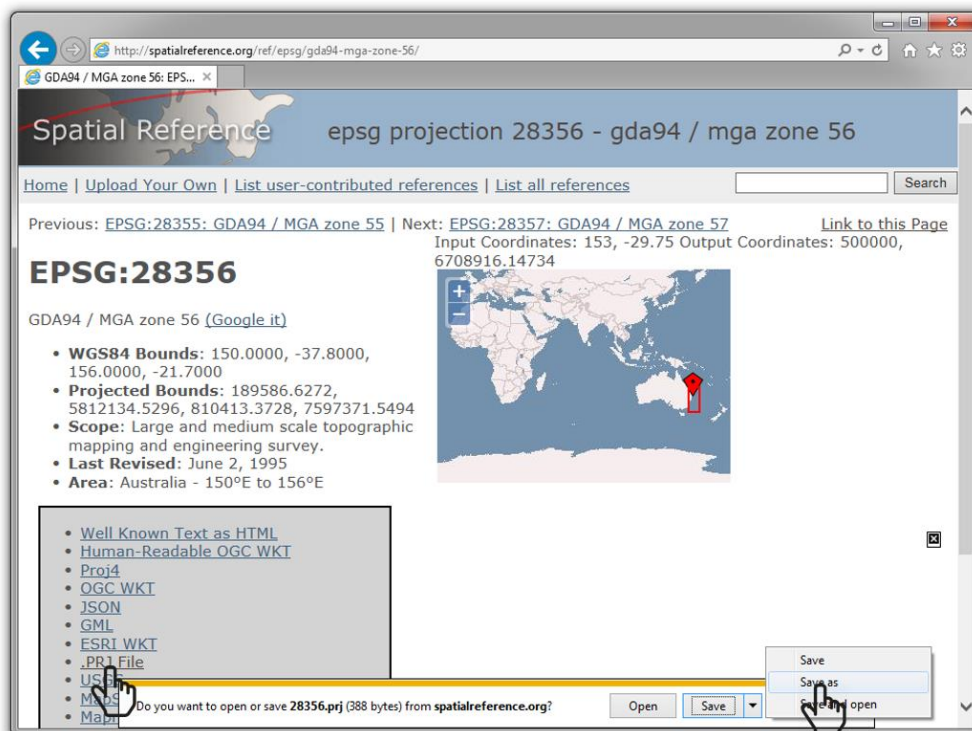 http://spatialreference.org/ref/epsg/gda94-mga-zone-56/
GDA94 / MGA zone 56: EPS...
Spatial Reference
epsg projection 28356 - gda94 / mga zone 56
Home | Upload Your Own | List user-contributed references | List all references
Search
Previous: EPSG:28355: GDA94 / MGA zone 55 | Next: EPSG:28357: GDA94 / MGA zone 57
Link to this Page
Input Coordinates: 153, -29.75 Output Coordinates: 500000,
6708916.14734
EPSG:28356
GDA94 / MGA zone 56 (Google it)
• WGS84 Bounds: 150.0000, -37.8000,
156.0000, -21.7000
• Projected Bounds: 189586.6272,
5812134.5296, 810413.3728, 7597371.5494
• Scope: Large and medium scale topographic
mapping and engineering survey.
• Last Revised: June 2, 1995
• Area: Australia - 150°E to 156°E
• Well Known Text as HTML
• Human-Readable OGC WKT
• Proj4
• OGC WKT
• JSON
• GML
• ESRI WKT
• .PRJ File
Do you want to open or save 28356.prj (388 bytes) from spatialreference.org?
Open
Save
Save
Save as
Save and open